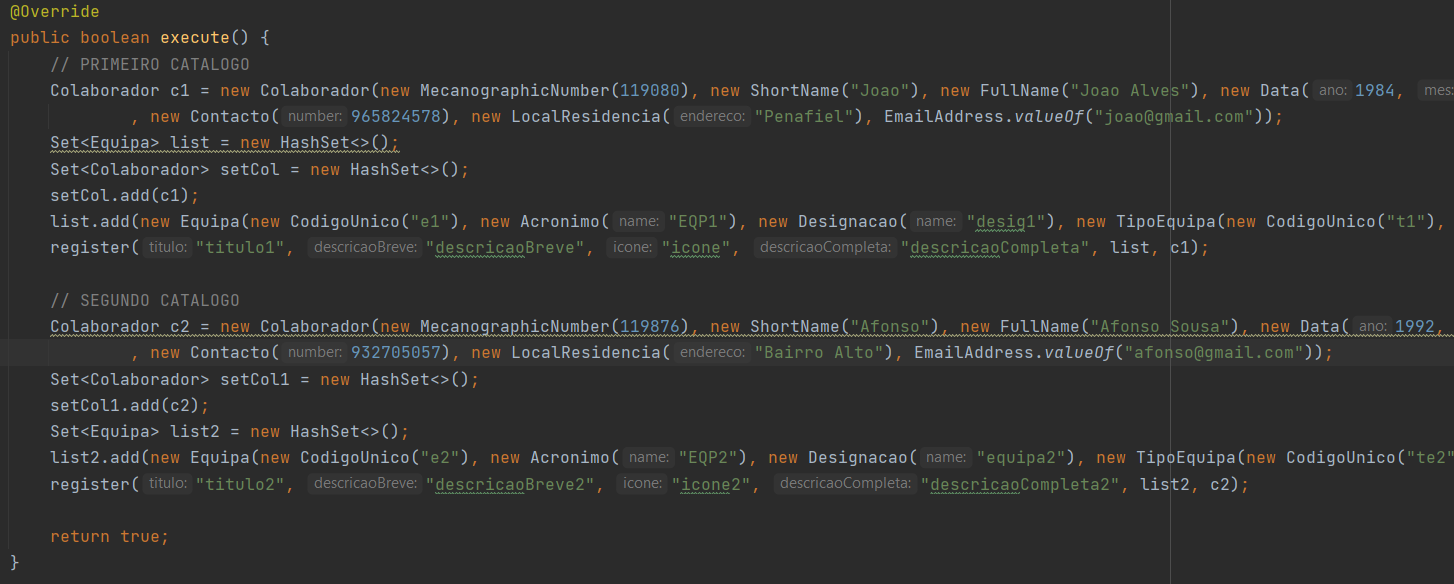 @Override
public boolean execute() {
// PRIMEIRO CATALOGO
Colaborador c1 = new Colaborador(new MecanographicNumber(119080), new ShortName("Joao"), new FullName("Joao Alves"), new Data( ano: 1984, mes:
, new Contacto( number: 965824578), new LocalResidencia( endereco: "Penafiel"), EmailAddress.valueOf("joao@gmail.com"));
Set<Equipa> list = new HashSet<>();
Set<Colaborador> setCol = new HashSet<>();
setCol.add(c1);
list.add(new Equipa(new CodigoUnico("e1"), new Acronimo( name: "EQP1"), new Designacao( name: "desig1"), new TipoEquipa(new CodigoUnico("t1"),
register( titulo: "titulo1", descricaoBreve: "descricaoBreve", icone: "icone", descricaoCompleta: "descricaoCompleta", list, c1);
// SEGUNDO CATALOGO
Colaborador c2 = new Colaborador(new MecanographicNumber(119876), new ShortName("Afonso"), new FullName("Afonso Sousa"), new Data( ano: 1992,
, new Contacto( number: 932705057), new LocalResidencia( endereco: "Bairro Alto"), EmailAddress.valueOf("afonso@gmail.com"));
Set<Colaborador> setCol1 = new HashSet<>();
setCol1.add(c2);
Set<Equipa> list2 = new HashSet<>();
list2.add(new Equipa(new CodigoUnico("e2"), new Acronimo( name: "EQP2"), new Designacao( name: "equipa2"), new TipoEquipa(new CodigoUnico("te2"
register( titulo: "titulo2", descricaoBreve: "descricaoBreve2", icone: "icone2", descricaoCompleta: "descricaoCompleta2", list2, c2);
return true;
}